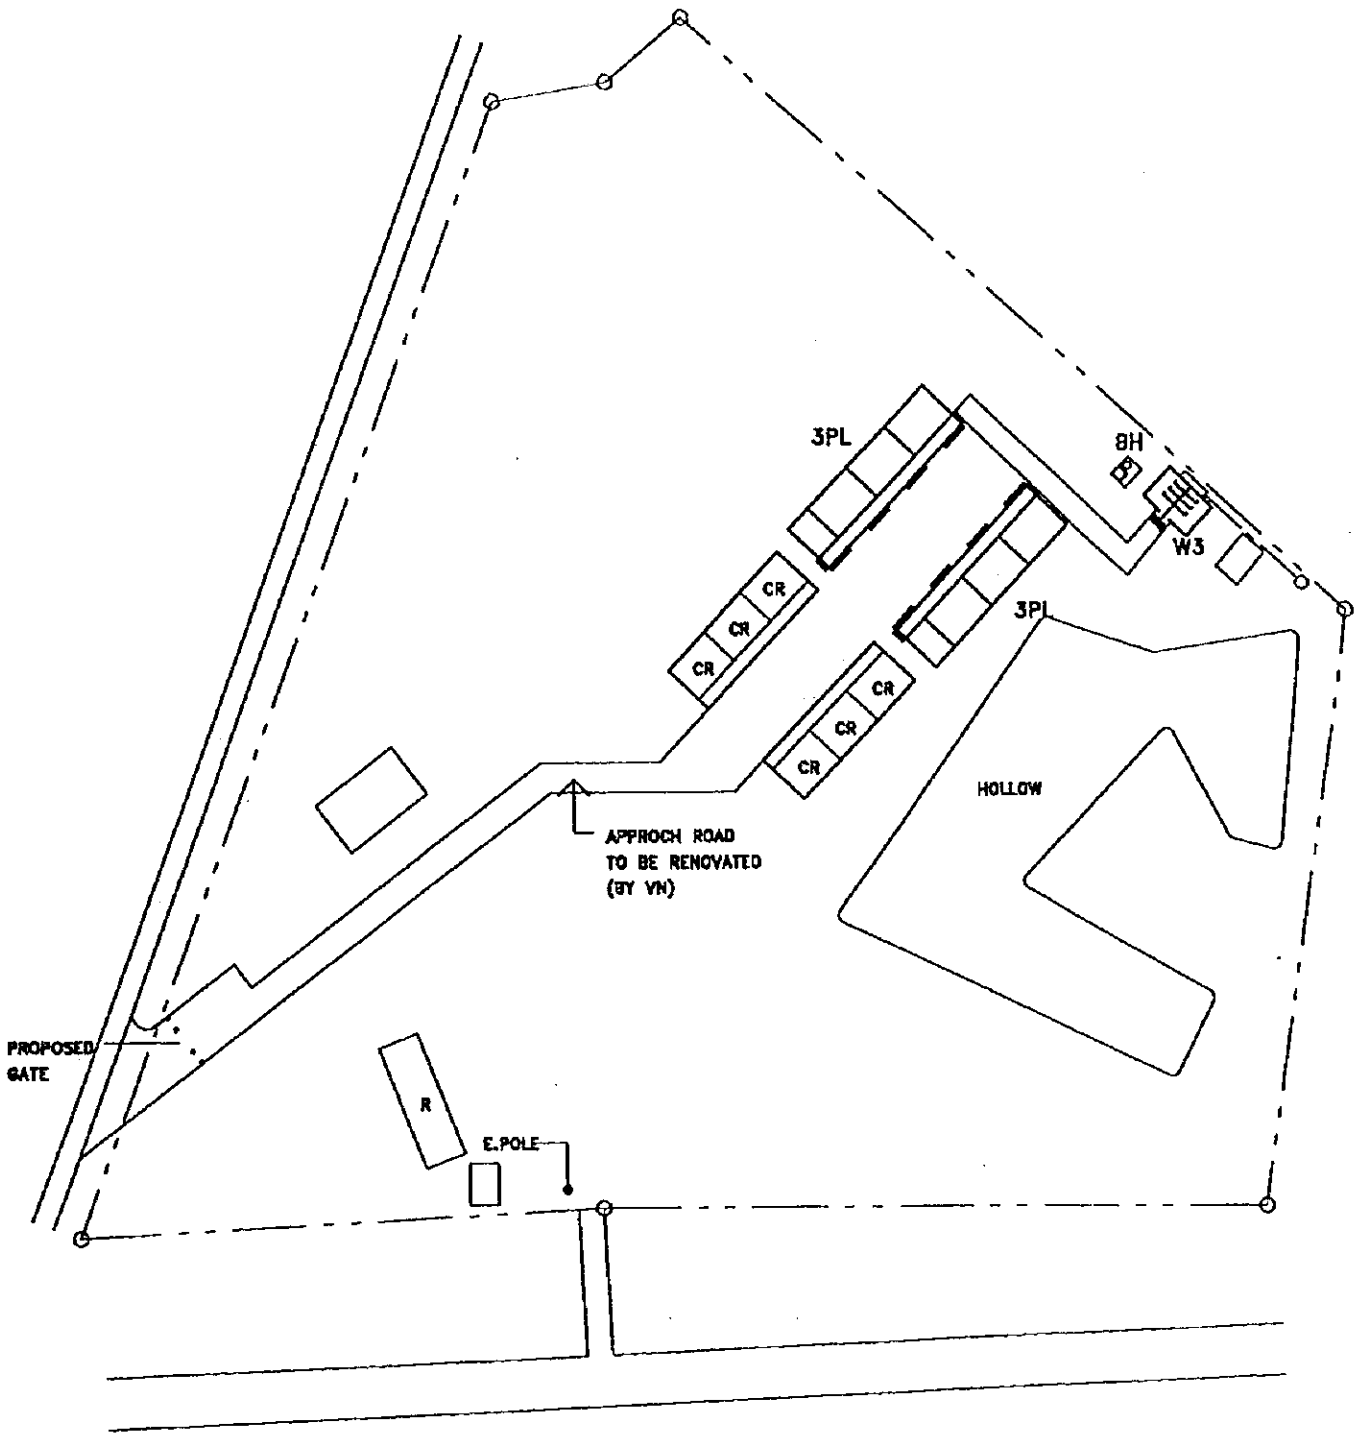 3PL
BH
W3
CR
CR
CR
3PL
CR
CR
CR
HOLLOW
APPROCH ROAD
TO BE RENOVATED
(BY VN)
PROPOSED
GATE
R
E.POLE